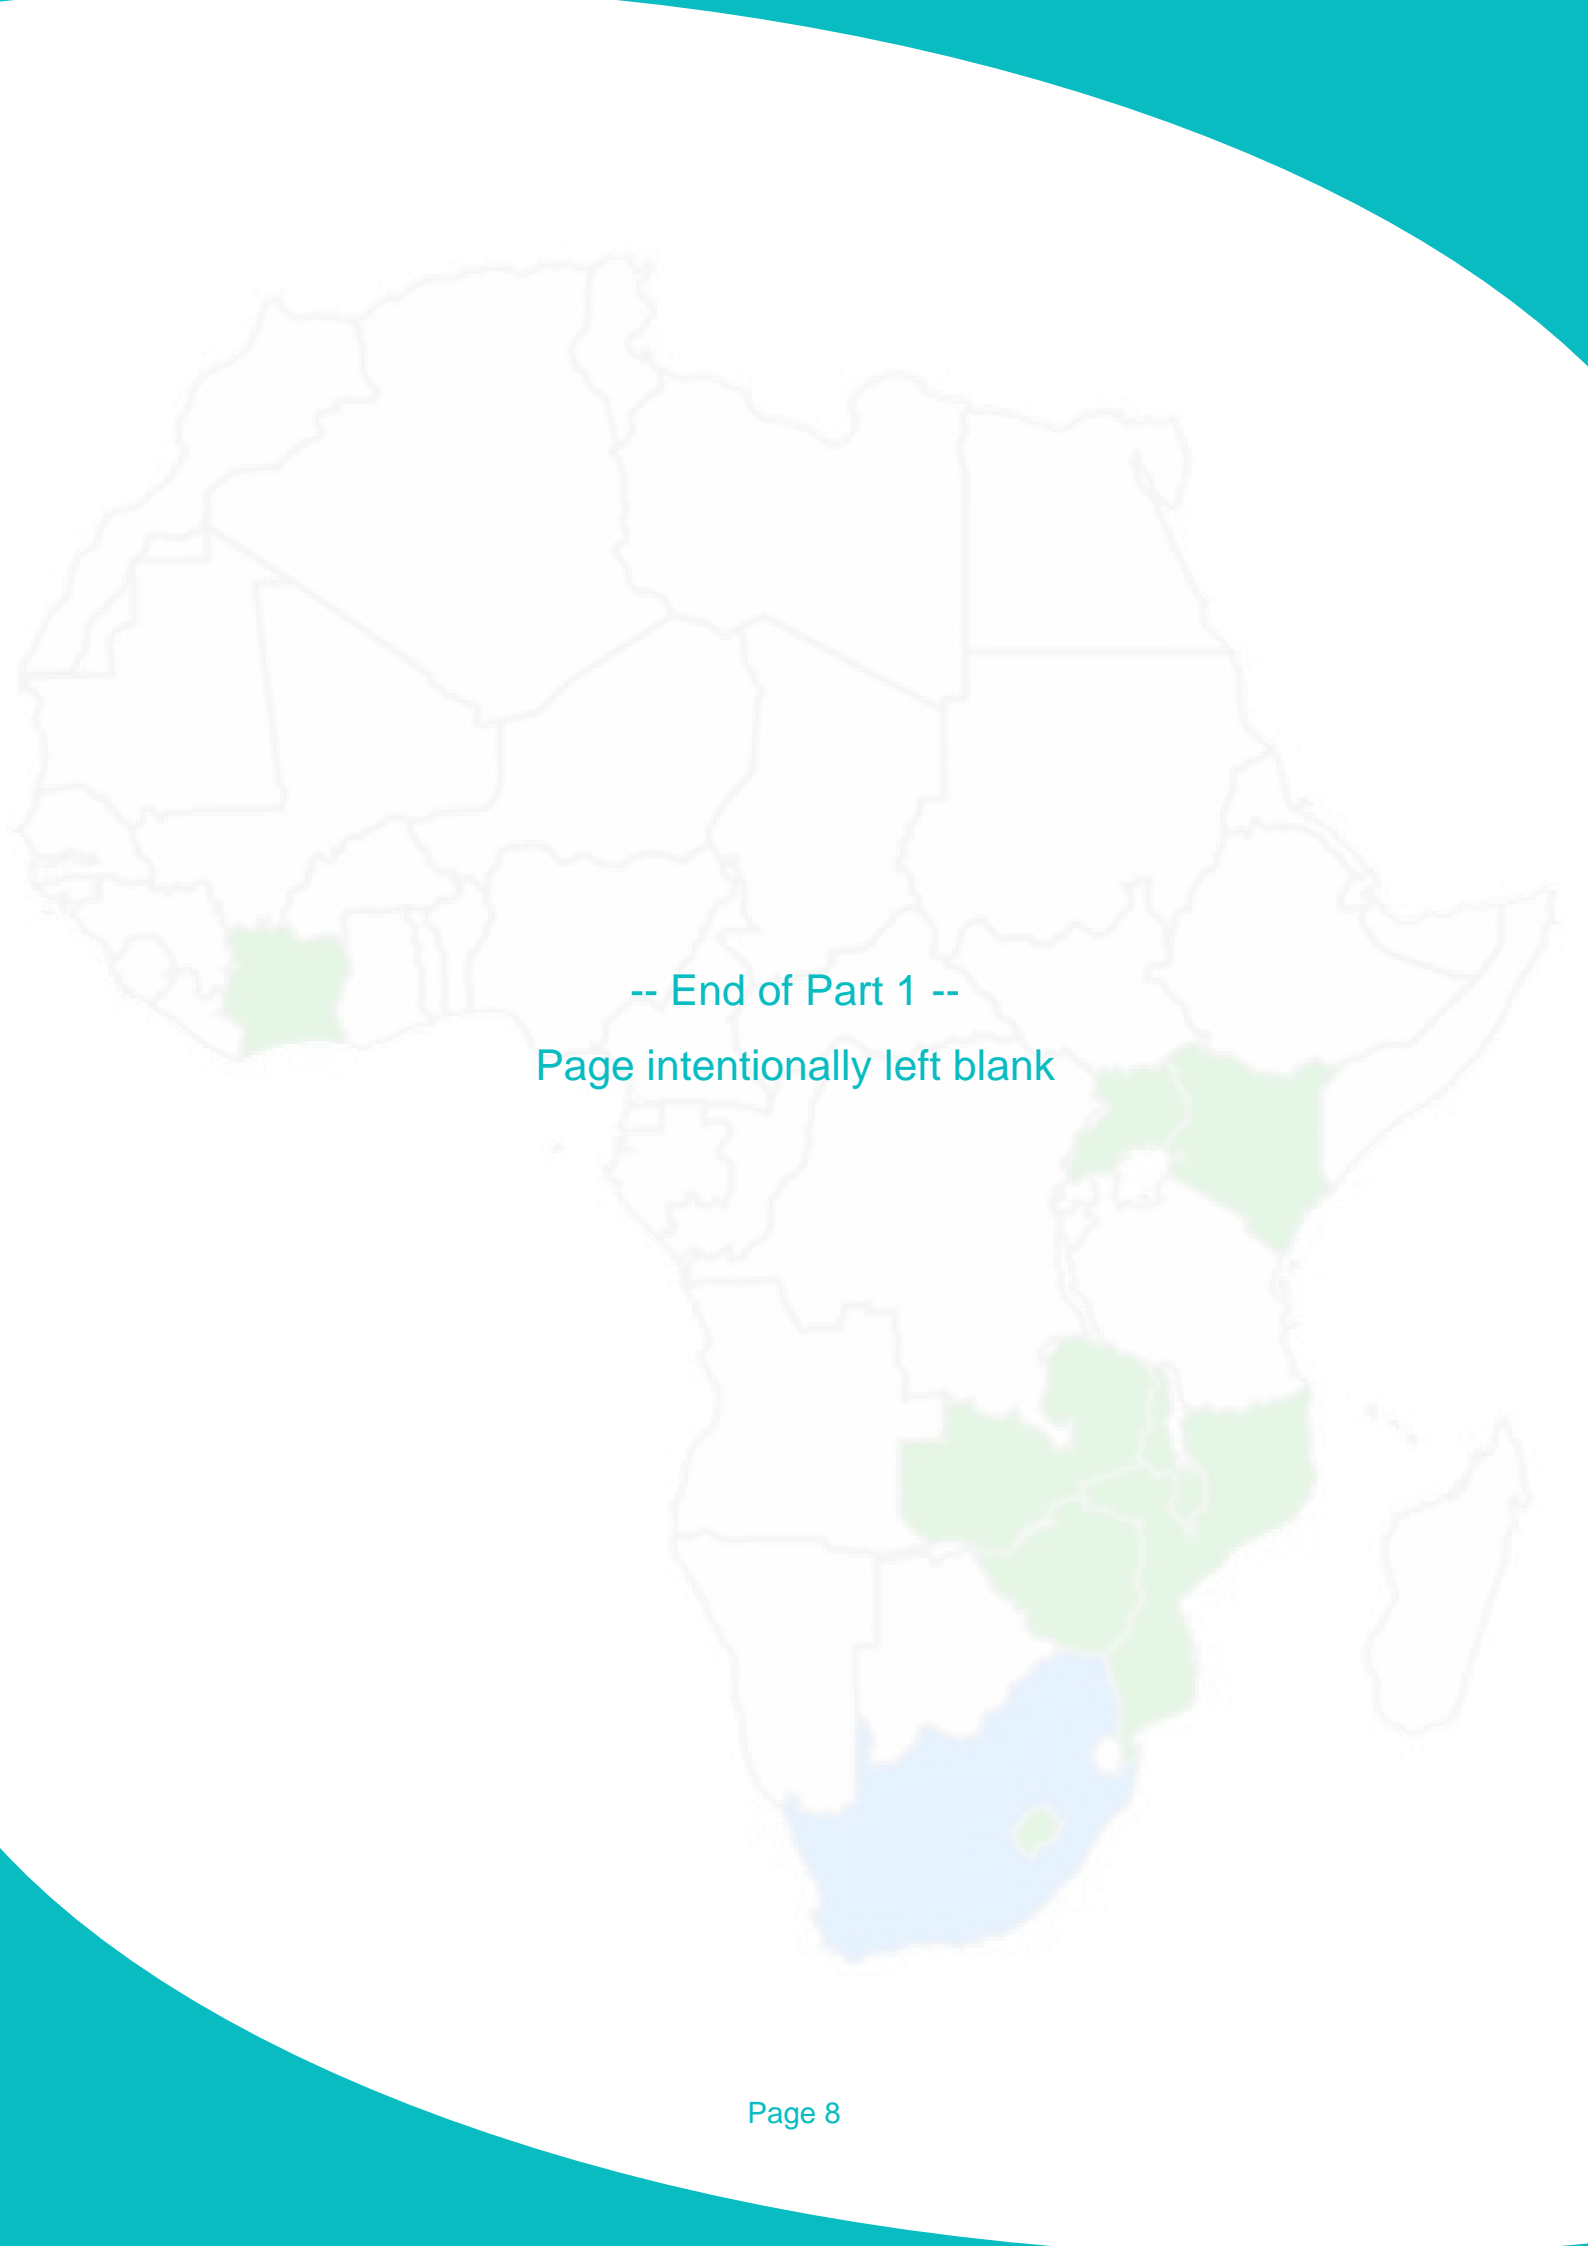 -- End of Part 1 --
Page intentionally left blank
Page 8